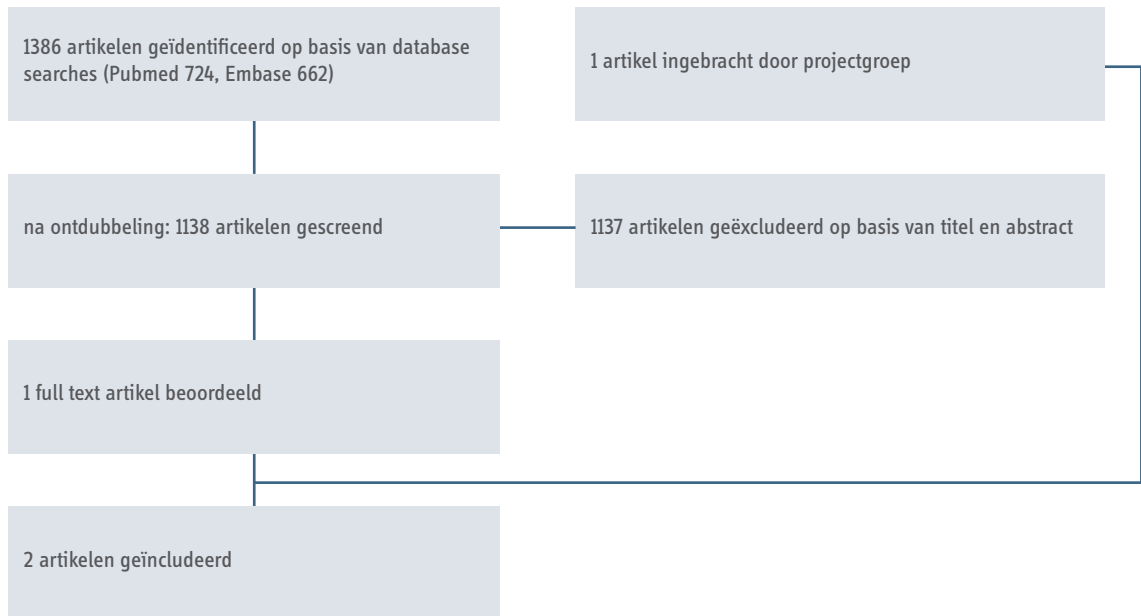 1386 artikelen geïdentificeerd op basis van database
searches (Pubmed 724, Embase 662)
1 artikel ingebracht door projectgroep
na ontdubbeling: 1138 artikelen gescreend
1137 artikelen geëxcludeerd op basis van titel en abstract
1 full text artikel beoordeeld
2 artikelen geïncludeerd